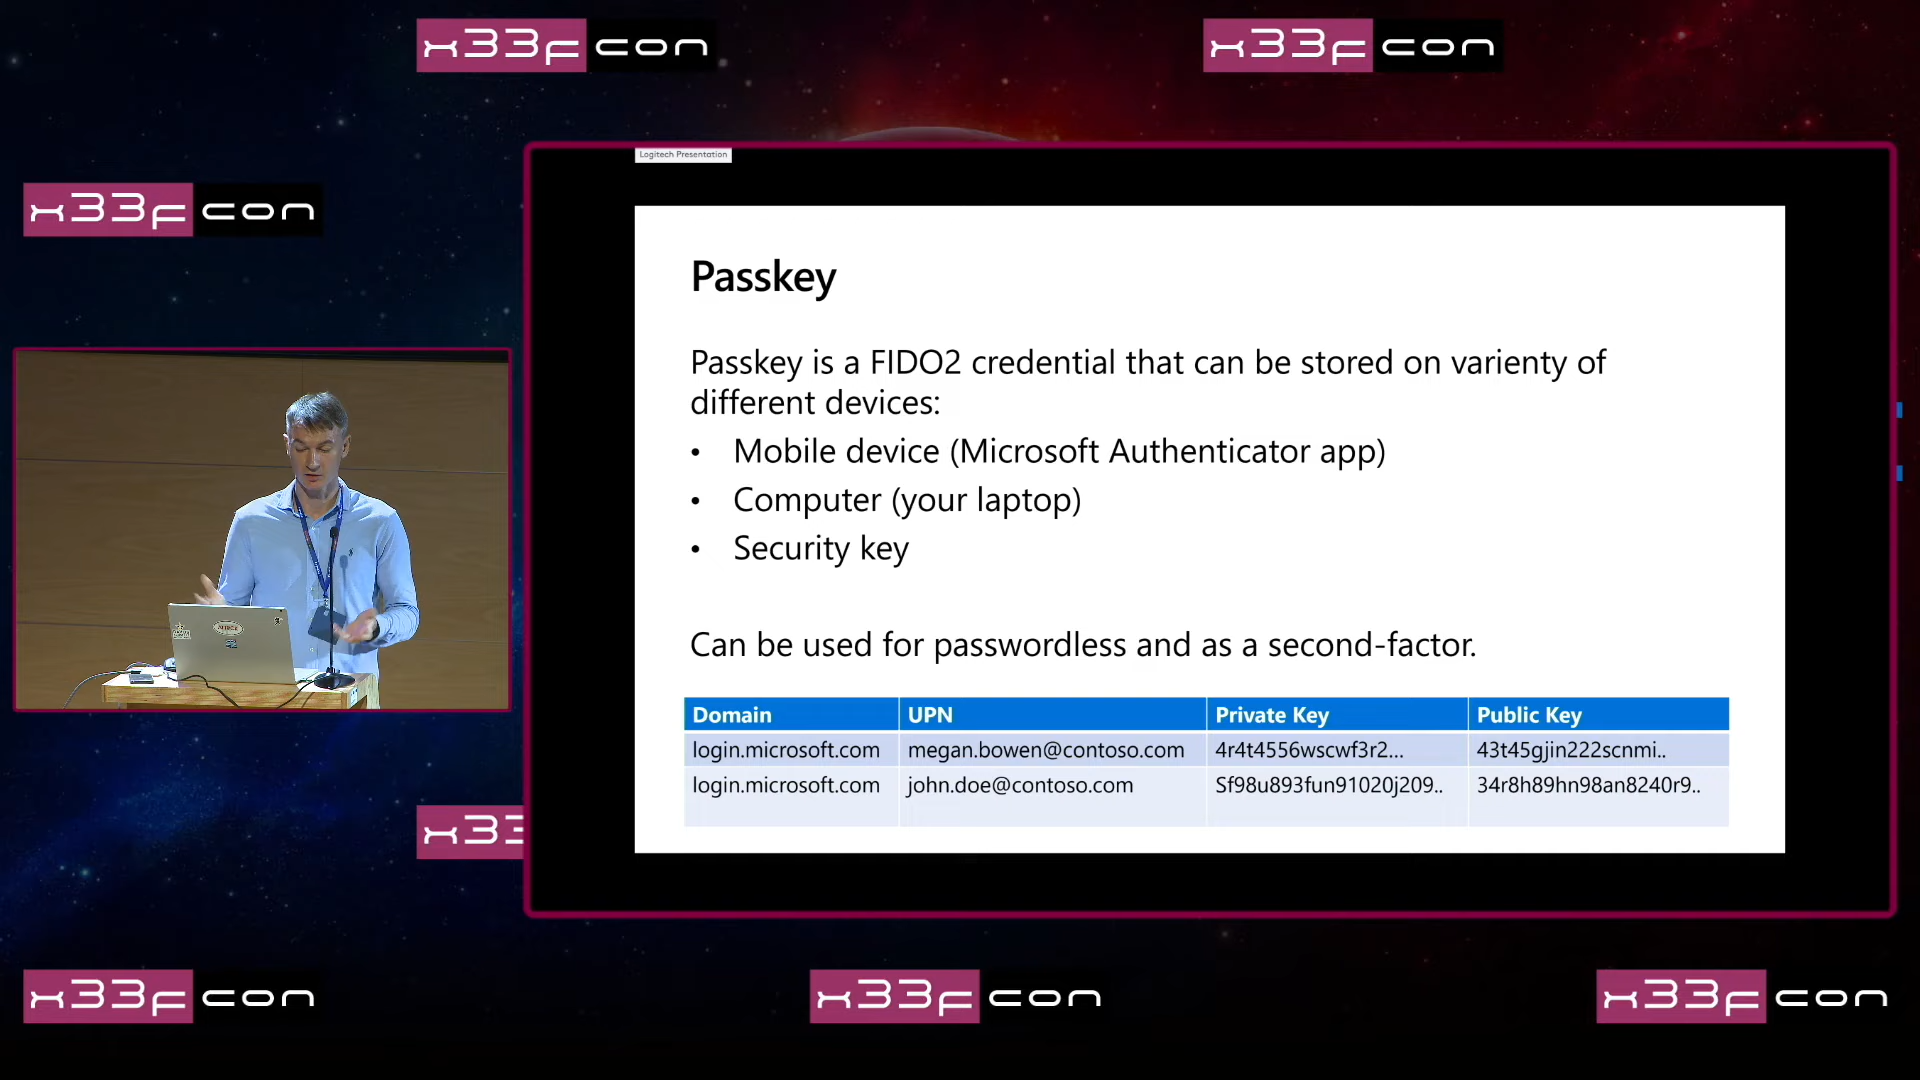 x33fcon
x33fcon
x33fcon
Logitech Presentation
Passkey
Passkey is a FIDO2 credential that can be stored on varienty of
different devices:
• Mobile device (Microsoft Authenticator app)
• Computer (your laptop)
• Security key
Can be used for passwordless and as a second-factor.
Domain UPN Private Key Public Key
login.microsoft.com megan.bowen@contoso.com 4r4t4556wscwf3r2... 43t45gjin222scnmi..
login.microsoft.com john.doe@contoso.com Sf98u893fun91020j209.. 34r8h89hn98an8240r9..
x33
x33fcon
x33fcon
x33fcon